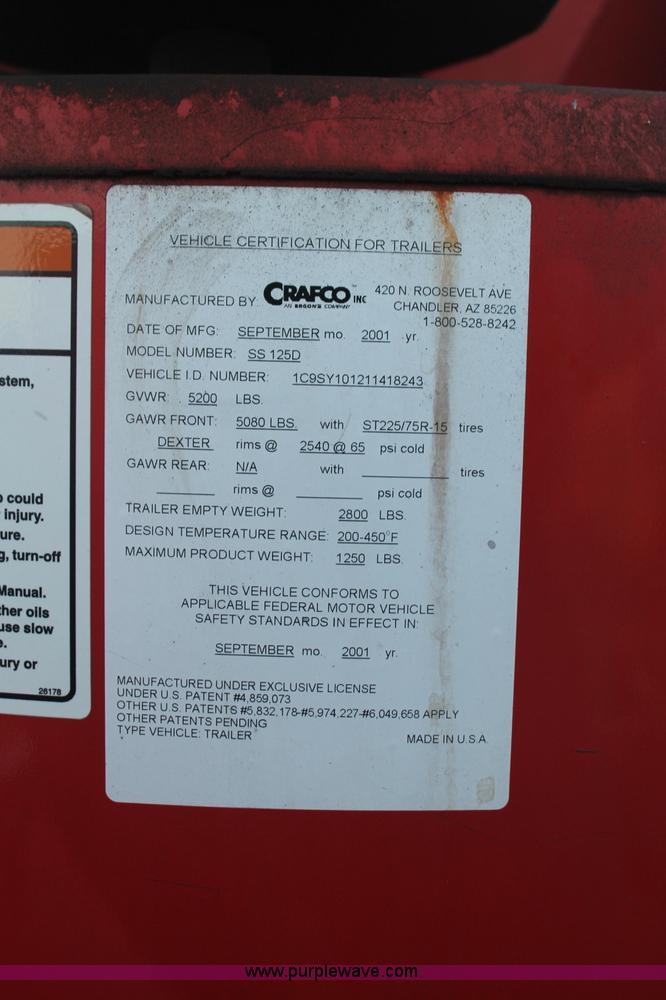 VEHICLE CERTIFICATION FOR TRAILERS
MANUFACTURED BY CRAFCO INC
AN ERGON COMPANY
420 N. ROOSEVELT AVE
CHANDLER, AZ 85226
1-800-528-8242
DATE OF MFG: SEPTEMBER mo. 2001 yr.
MODEL NUMBER: SS 125D
VEHICLE I.D. NUMBER: 1C9SY101211418243
GVWR: 5200 LBS.
GAWR FRONT: 5080 LBS. with ST225/75R-15 tires
DEXTER rims @ 2540 @ 65 psi cold
GAWR REAR: N/A with tires
rims @ psi cold
TRAILER EMPTY WEIGHT: 2800 LBS.
DESIGN TEMPERATURE RANGE: 200-450°F
MAXIMUM PRODUCT WEIGHT: 1250 LBS.
THIS VEHICLE CONFORMS TO
APPLICABLE FEDERAL MOTOR VEHICLE
SAFETY STANDARDS IN EFFECT IN:
SEPTEMBER mo. 2001 yr.
MANUFACTURED UNDER EXCLUSIVE LICENSE
UNDER U.S. PATENT #4,859,073
OTHER U.S. PATENTS #5,832,178-#5,974,227-#6,049,658 APPLY
OTHER PATENTS PENDING
TYPE VEHICLE: TRAILER MADE IN U.S.A.
stem,
could
injury.
ure.
g, turn-off
Manual.
ther oils
use slow
e.
ury or
26178
www.purplewave.com